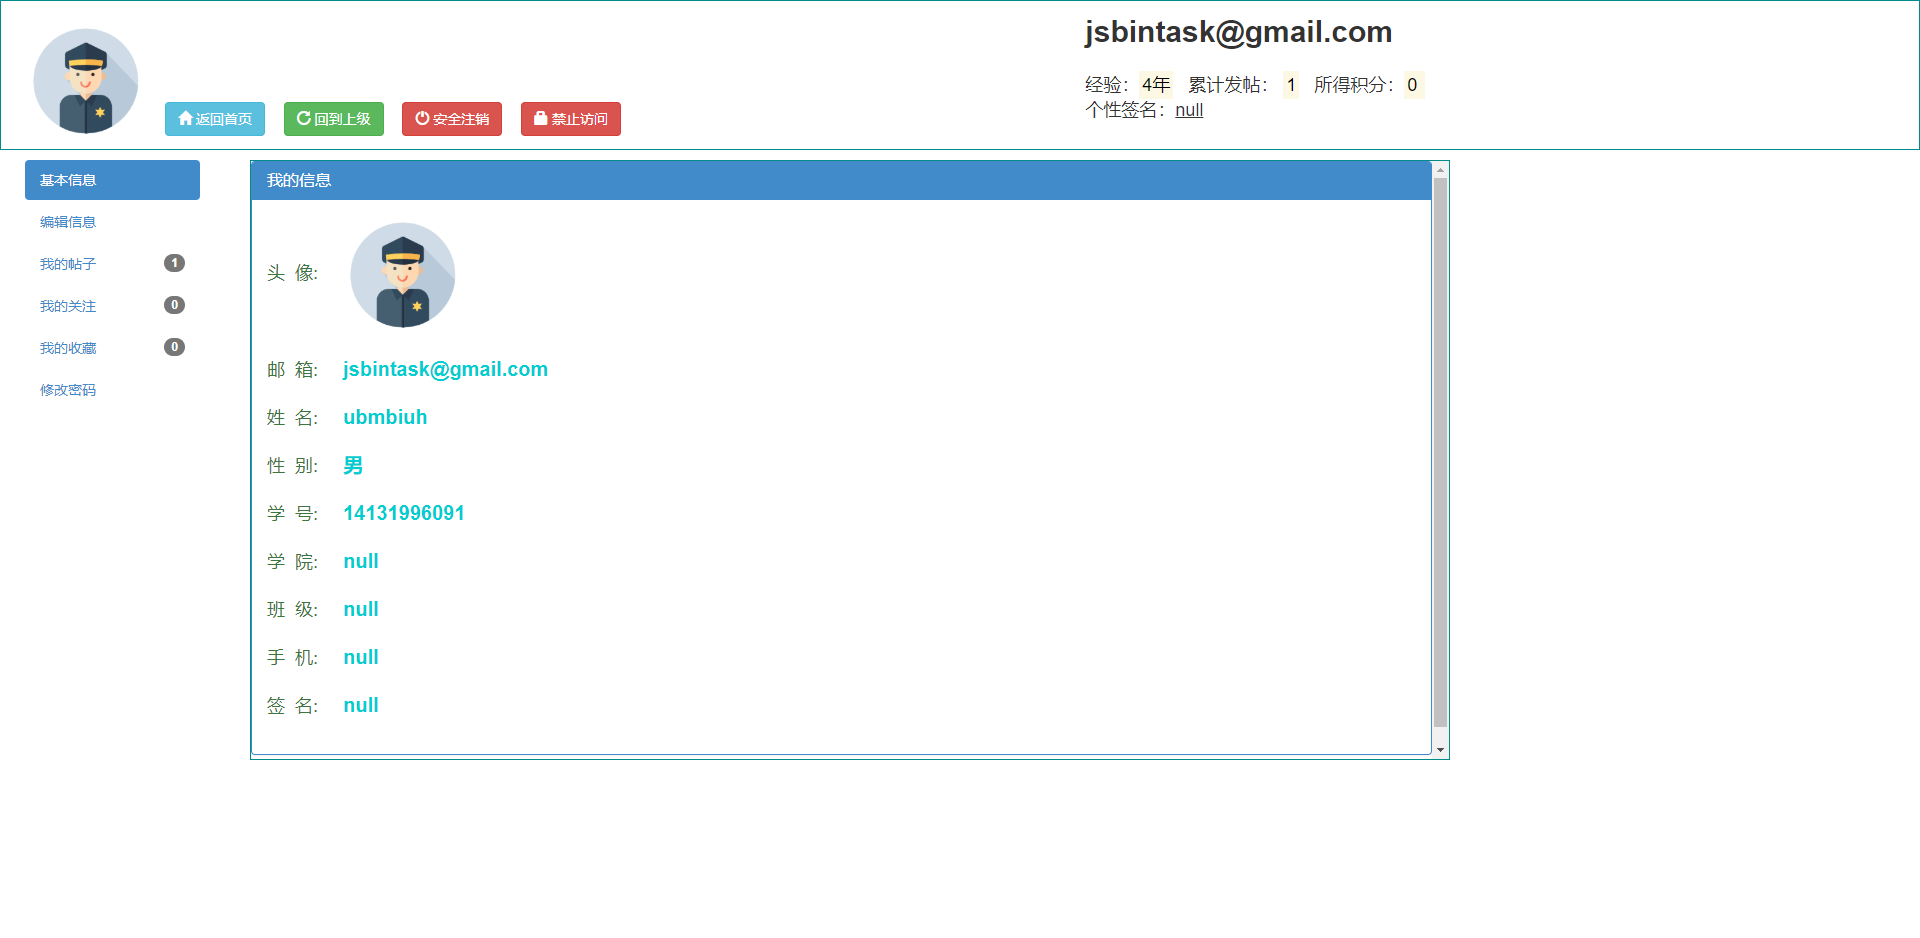 jsbintask@gmail.com
经验：4年 累计发帖： 1 所得积分：0
个性签名：null
返回首页 回到上级 安全注销 禁止访问
基本信息
编辑信息
我的帖子 1
我的关注 0
我的收藏 0
修改密码
我的信息
头 像:
邮 箱: jsbintask@gmail.com
姓 名: ubmbiuh
性 别: 男
学 号: 14131996091
学 院: null
班 级: null
手 机: null
签 名: null